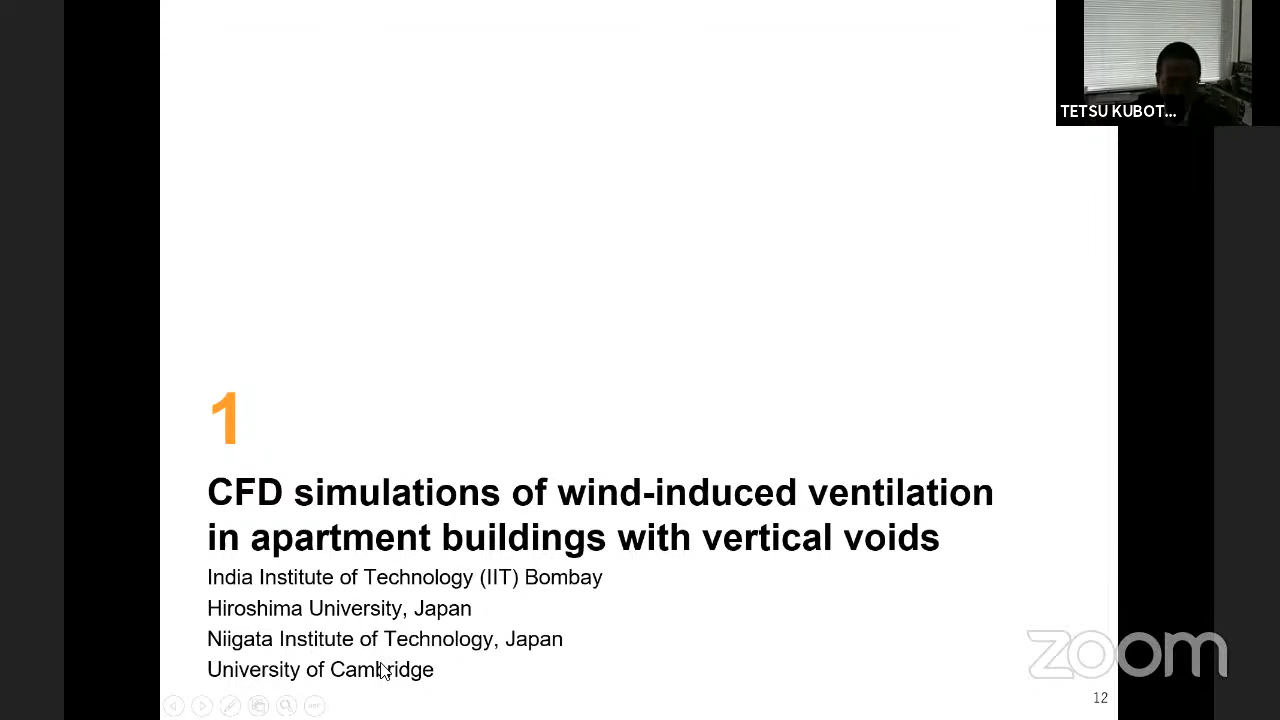 TETSU KUBOT...
1
CFD simulations of wind-induced ventilation
in apartment buildings with vertical voids
India Institute of Technology (IIT) Bombay
Hiroshima University, Japan
Niigata Institute of Technology, Japan
University of Cambridge
zoom
12